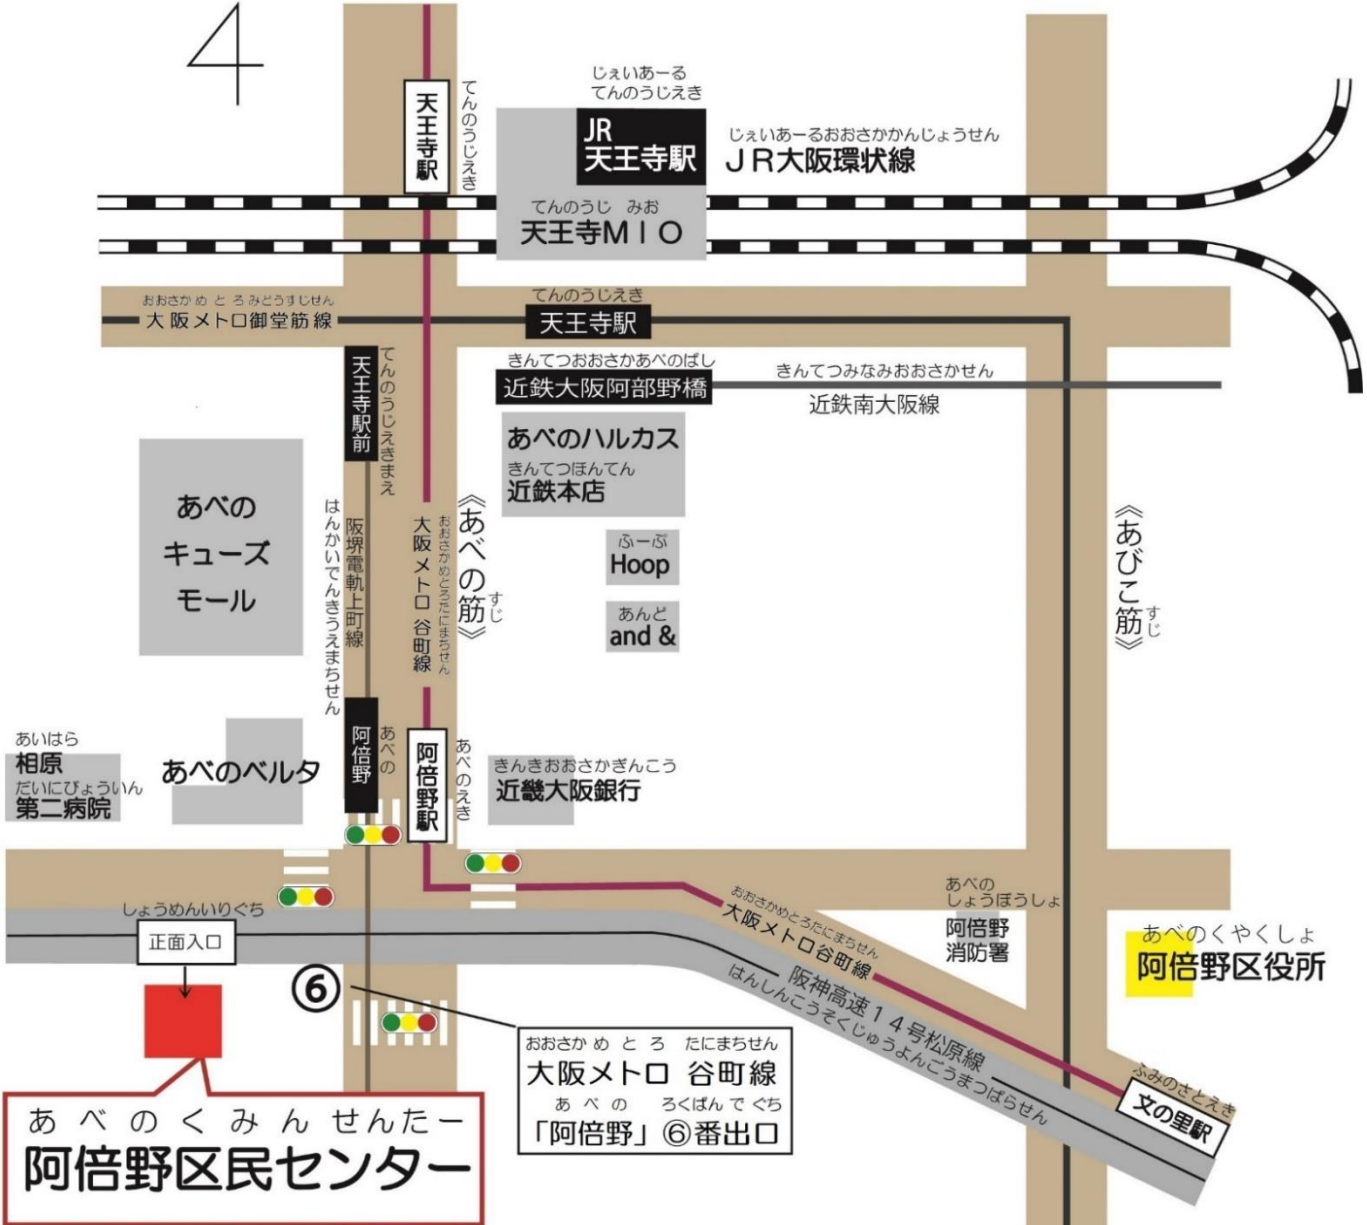 じぇいあーる
てんのうじえき
JR
天王寺駅
天王寺駅
てんのうじえき
じぇいあーるおおさかかんじょうせん
JR大阪環状線
てんのうじ みお
天王寺MIO
おおさかめとろみどうすじせん
大阪メトロ御堂筋線
てんのうじえき
天王寺駅
天王寺駅前
てんのうじえきまえ
きんてつおおさかあべのばし
近鉄大阪阿部野橋
きんてつみなみおおさかせん
近鉄南大阪線
あべのハルカス
きんてつほんてん
近鉄本店
あべの
キューズ
モール
はんかいでんきうえまちせん
阪堺電軌上町線
大阪メトロ 谷町線
おおさかめとろたにまちせん
《あべの筋》
すじ
ふーぷ
Hoop
あんど
and &
《あびこ筋》
すじ
あいはら
相原
だいにびょういん
第二病院
あべのベルタ
阿倍野
あべの
阿倍野駅
あべのえき
きんきおおさかぎんこう
近畿大阪銀行
しょうめんいりぐち
正面入口
おおさかめとろたにまちせん
大阪メトロ谷町線
あべの
しょうぼうしょ
阿倍野
消防署
あべのくやくしょ
阿倍野区役所
阪神高速14号松原線
はんしんこうそくじゅうよんごうまつばらせん
⑥
おおさかめとろ たにまちせん
大阪メトロ 谷町線
あべの ろくばんでぐち
「阿倍野」⑥番出口
ふみのさとえき
文の里駅
あべのくみんせんたー
阿倍野区民センター